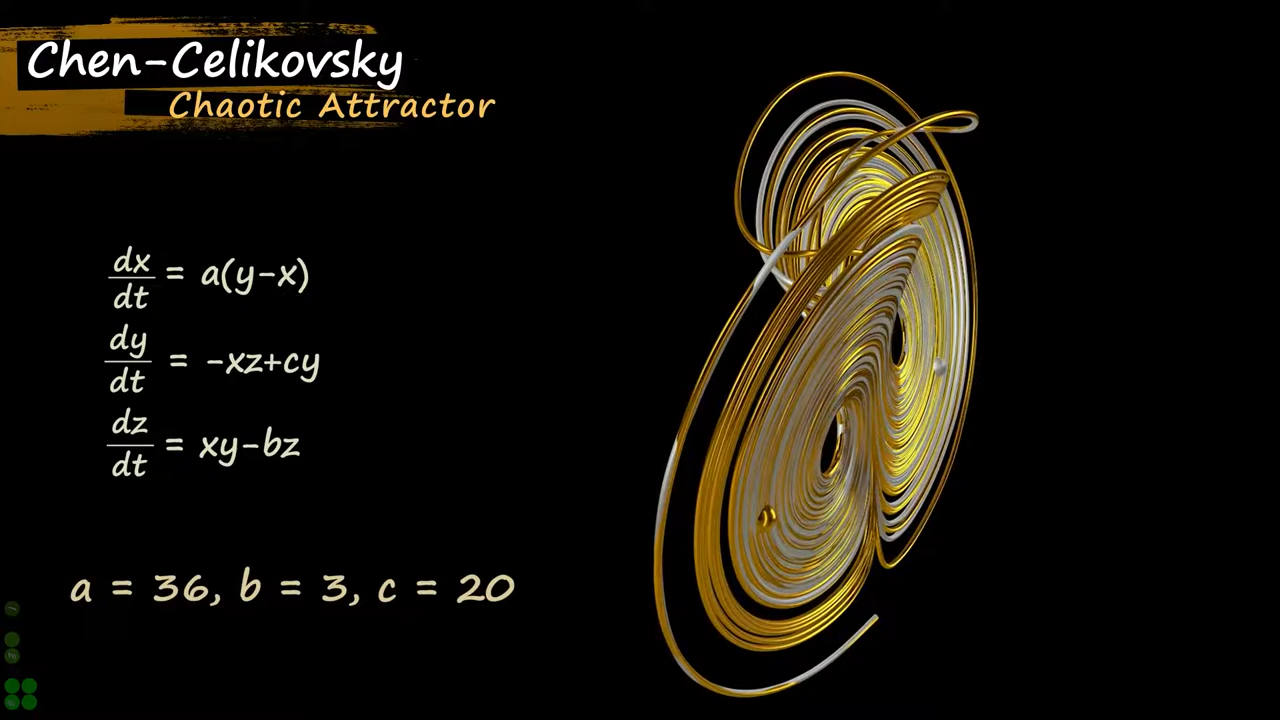 Chen-Celikovsky
Chaotic Attractor
dx/dt = a(y-x)
dy/dt = -xz+cy
dz/dt = xy-bz
a = 36, b = 3, c = 20